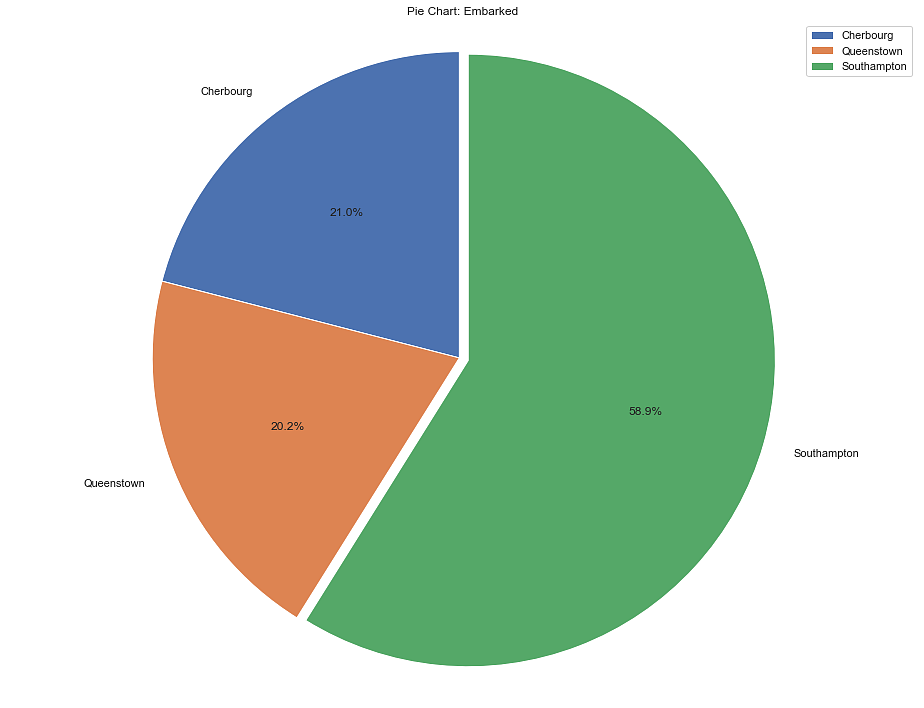 Pie Chart: Embarked
Cherbourg
Queenstown
Southampton
Cherbourg
21.0%
58.9%
20.2%
Southampton
Queenstown